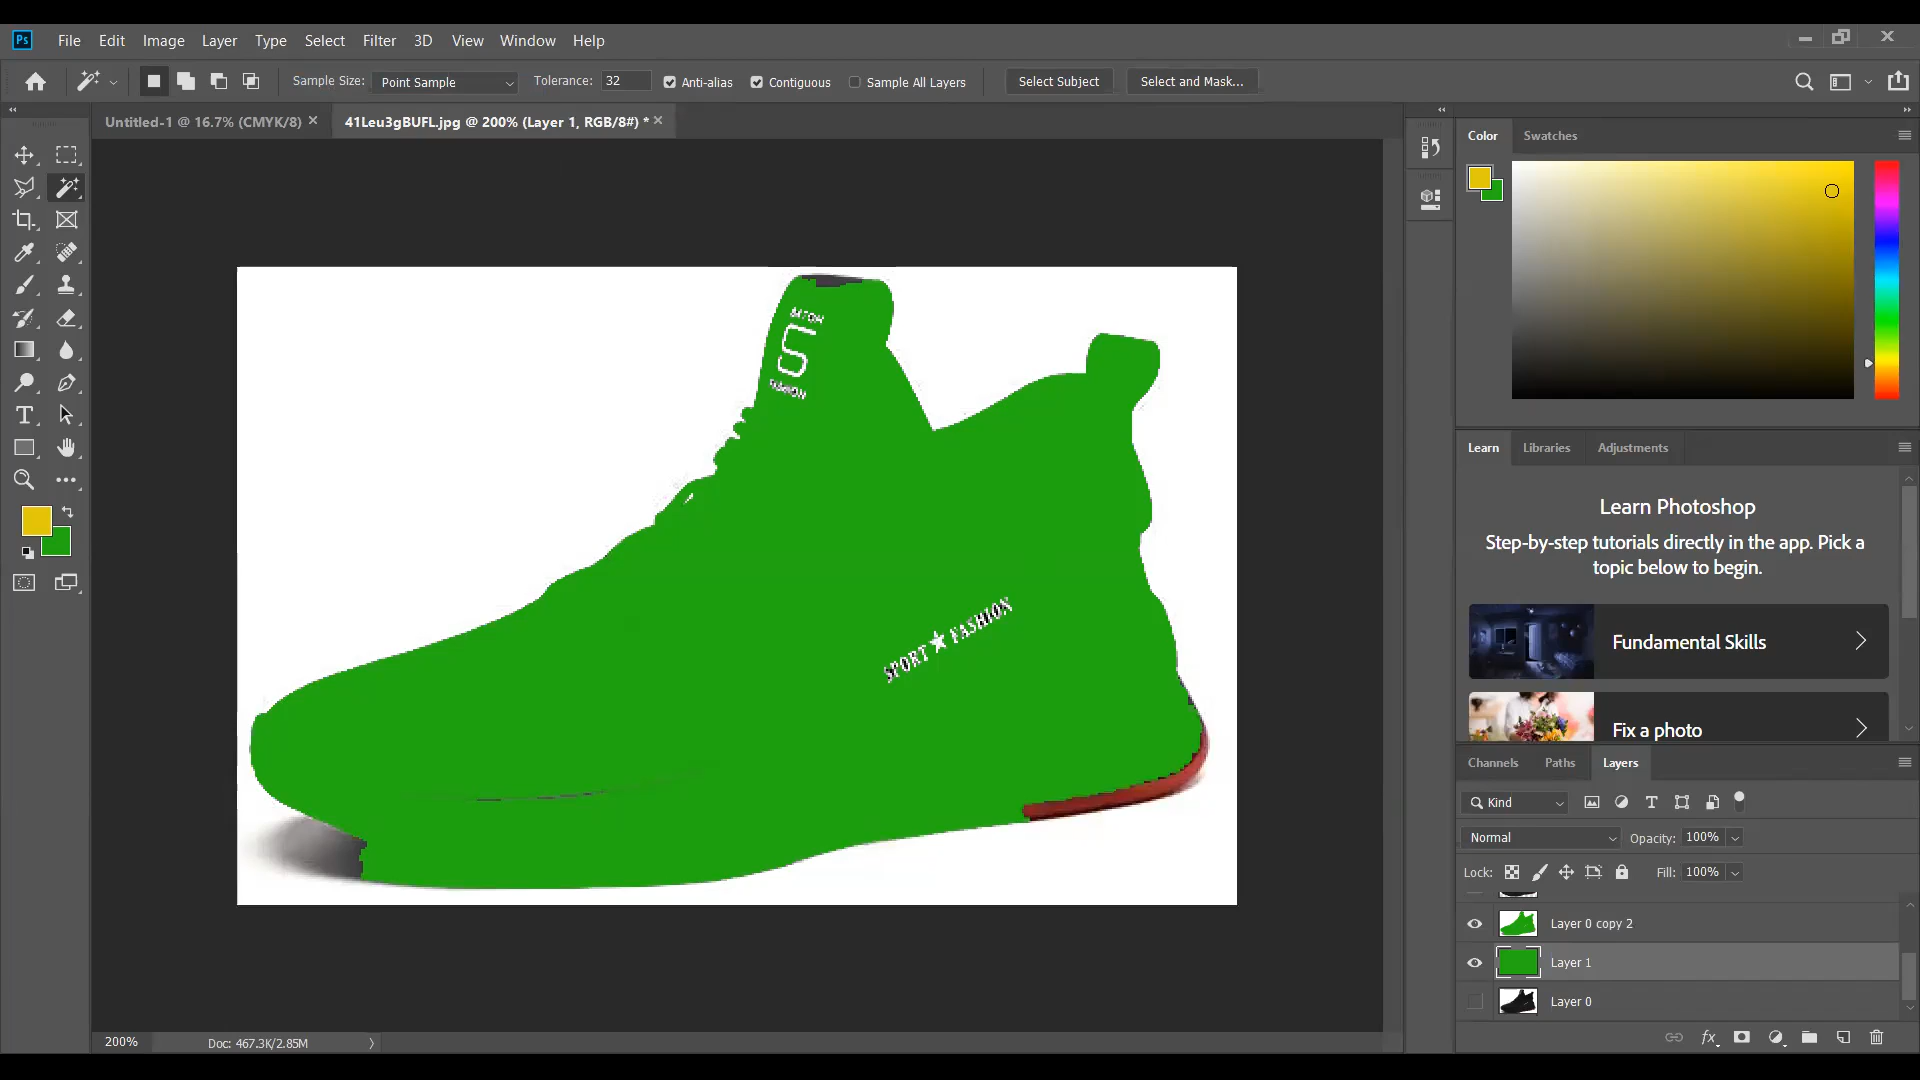 Ps File Edit Image Layer Type Select Filter 3D View Window Help
Sample Size: Point Sample Tolerance: 32 Anti-alias Contiguous Sample All Layers Select Subject Select and Mask...
Untitled-1 @ 16.7% (CMYK/8) × 41Leu3gBUFL.jpg @ 200% (Layer 1, RGB/8#) * ×
Color Swatches
SPORT ★ FASHION
Learn Libraries Adjustments
Learn Photoshop
Step-by-step tutorials directly in the app. Pick a
topic below to begin.
Fundamental Skills
Fix a photo
Channels Paths Layers
Kind
Normal Opacity: 100%
Lock: Fill: 100%
Layer 0 copy 2
Layer 1
Layer 0
fx
200% Doc: 467.3K/2.85M